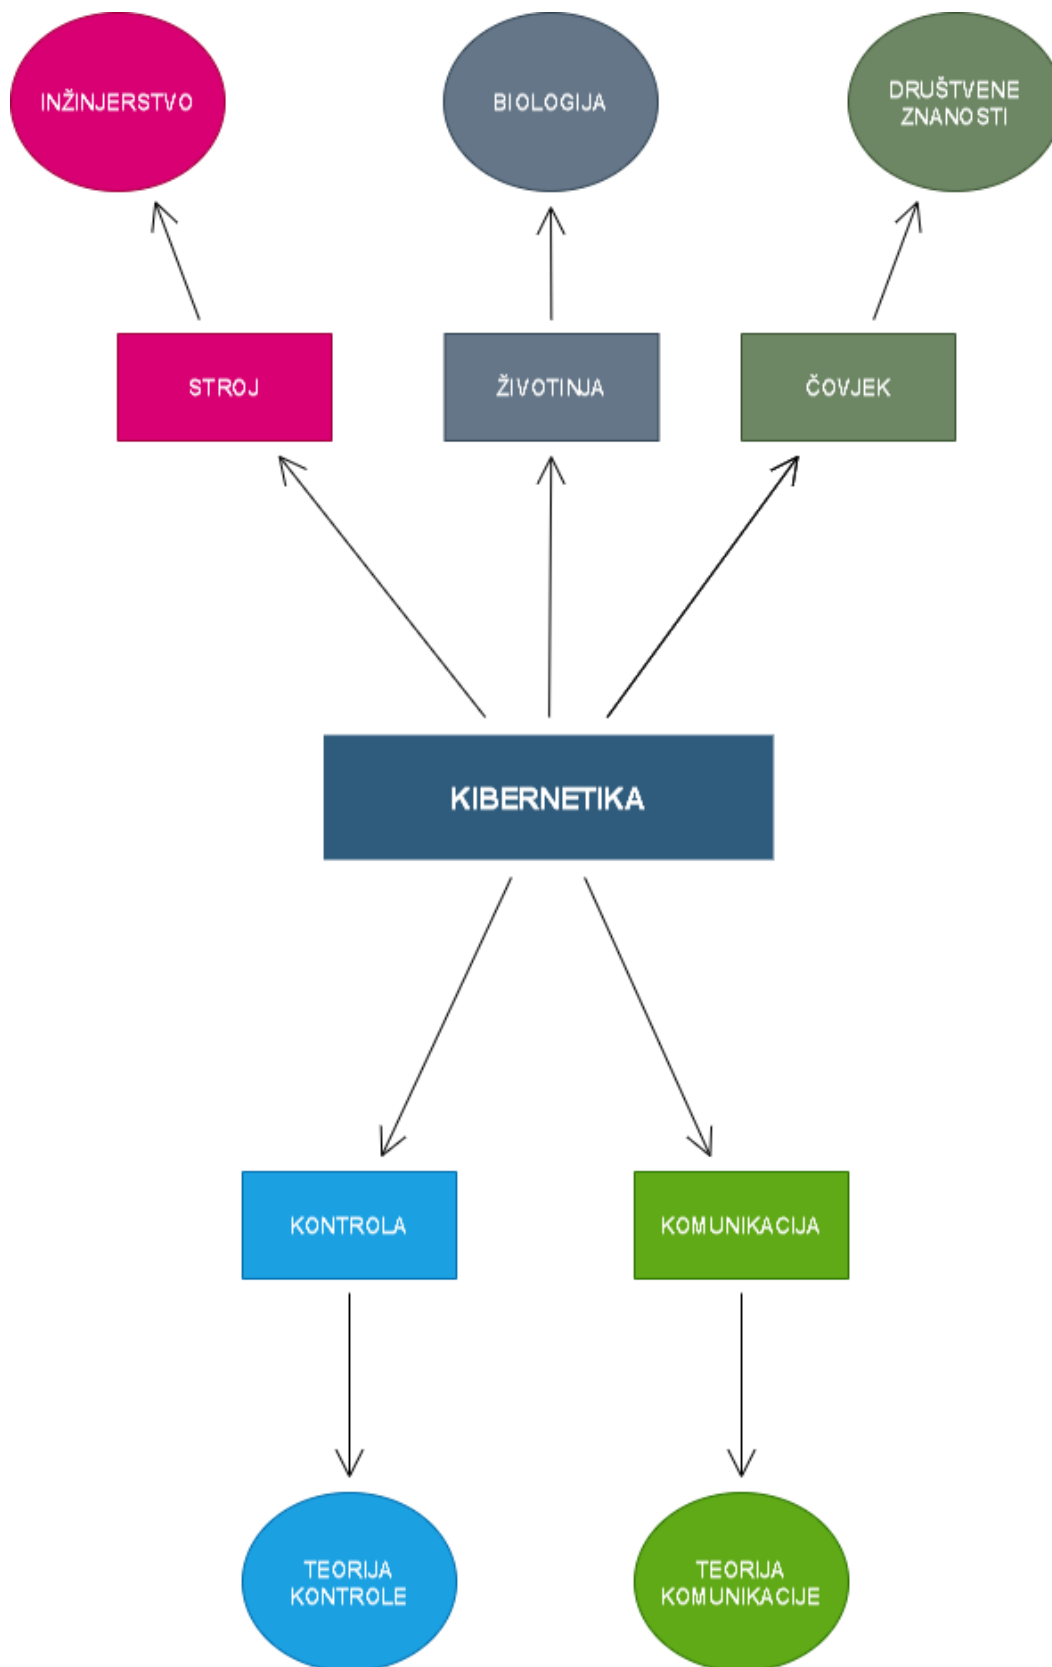 INŽINJERSTVO
BIOLOGIJA
DRUŠTVENE
ZNANOSTI
STROJ
ŽIVOTINJA
ČOVJEK
KIBERNETIKA
KONTROLA
KOMUNIKACIJA
TEORIJA
KONTROLE
TEORIJA
KOMUNIKACIJE